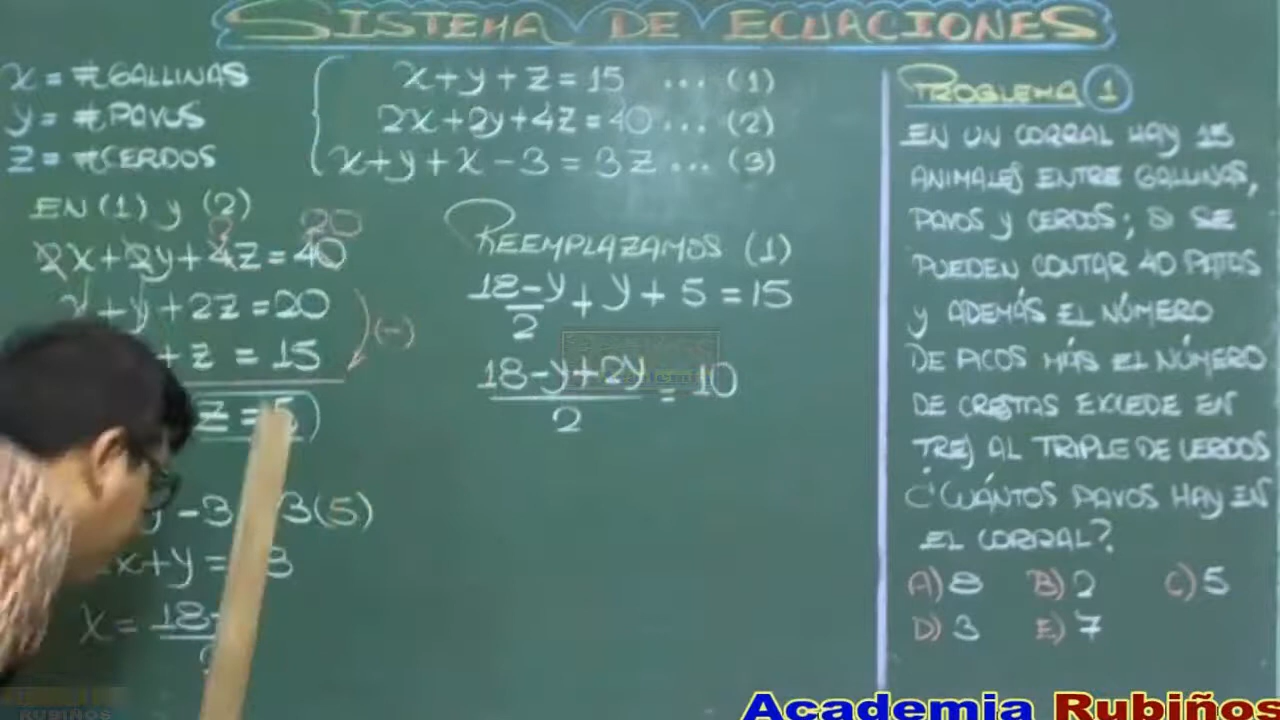 SISTEMA DE ECUACIONES
x = # GALLINAS
y = # PAVOS
z = # CERDOS
x + y + z = 15 ... (1)
2x + 2y + 4z = 40 ... (2)
x + y + x - 3 = 3z ... (3)
EN (1) y (2)
2 20
2x + 2y + 4z = 40
x + y + 2z = 20
+ z = 15
(-)
z = 5
y - 3 3(5)
x + y = 8
x = 18-
REEMPLAZAMOS (1)
18-y/2 + y + 5 = 15
18-y+2y/2 = 10
PROBLEMA 1
EN UN CORRAL HAY 15
ANIMALES ENTRE GALLINAS,
PAVOS y CERDOS; SI SE
PUEDEN CONTAR 40 PATAS
y ADEMÁS EL NÚMERO
DE PICOS MÁS EL NÚMERO
DE CRESTAS EXCEDE EN
TRES AL TRIPLE DE CERDOS
¿CUÁNTOS PAVOS HAY EN
EL CORRAL?
A) 8 B) 2 C) 5
D) 3 E) 7
Academia Rubiños
RUBIÑOS